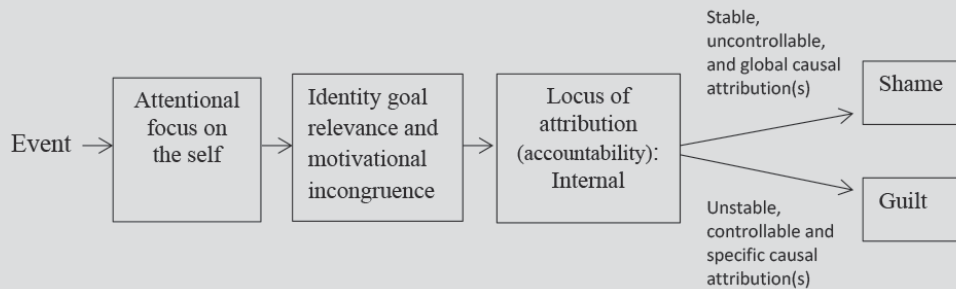 Event
Attentional
focus on
the self
Identity goal
relevance and
motivational
incongruence
Locus of
attribution
(accountability):
Internal
Stable,
uncontrollable,
and global causal
attribution(s)
Shame
Unstable,
controllable and
specific causal
attribution(s)
Guilt